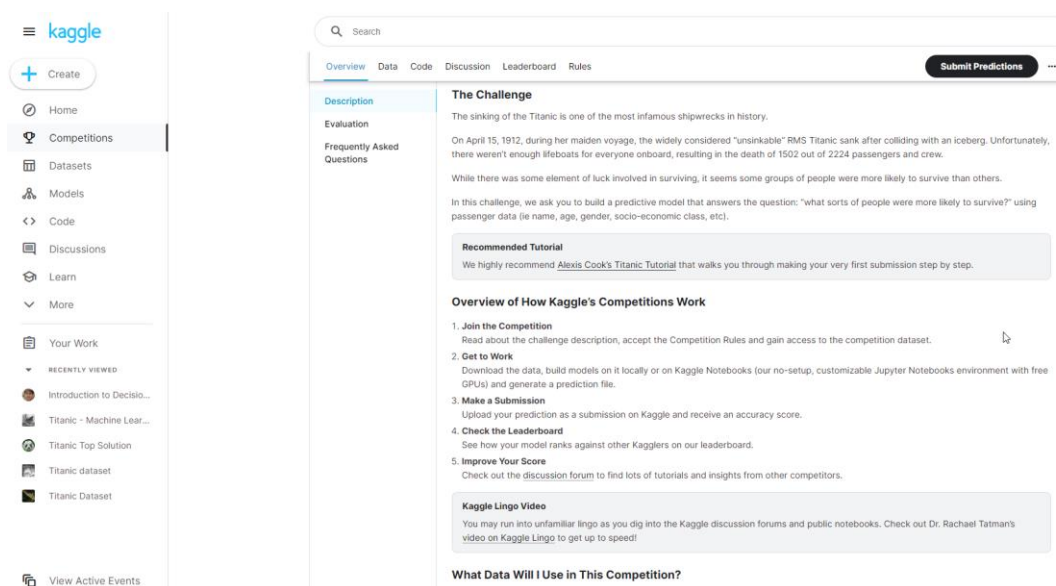 kaggle
Search
Create
Overview Data Code Discussion Leaderboard Rules
Submit Predictions
Home
Competitions
Datasets
Models
Code
Discussions
Learn
More
Your Work
RECENTLY VIEWED
Introduction to Decisio...
Titanic - Machine Lear...
Titanic Top Solution
Titanic dataset
Titanic Dataset
View Active Events
Description
Evaluation
Frequently Asked
Questions
The Challenge
The sinking of the Titanic is one of the most infamous shipwrecks in history.
On April 15, 1912, during her maiden voyage, the widely considered "unsinkable" RMS Titanic sank after colliding with an iceberg. Unfortunately,
there weren't enough lifeboats for everyone onboard, resulting in the death of 1502 out of 2224 passengers and crew.
While there was some element of luck involved in surviving, it seems some groups of people were more likely to survive than others.
In this challenge, we ask you to build a predictive model that answers the question: "what sorts of people were more likely to survive?" using
passenger data (ie name, age, gender, socio-economic class, etc).
Recommended Tutorial
We highly recommend Alexis Cook's Titanic Tutorial that walks you through making your very first submission step by step.
Overview of How Kaggle's Competitions Work
1. Join the Competition
Read about the challenge description, accept the Competition Rules and gain access to the competition dataset.
2. Get to Work
Download the data, build models on it locally or on Kaggle Notebooks (our no-setup, customizable Jupyter Notebooks environment with free
GPUs) and generate a prediction file.
3. Make a Submission
Upload your prediction as a submission on Kaggle and receive an accuracy score.
4. Check the Leaderboard
See how your model ranks against other Kagglers on our leaderboard.
5. Improve Your Score
Check out the discussion forum to find lots of tutorials and insights from other competitors.
Kaggle Lingo Video
You may run into unfamiliar lingo as you dig into the Kaggle discussion forums and public notebooks. Check out Dr. Rachael Tatman's
video on Kaggle Lingo to get up to speed!
What Data Will I Use in This Competition?